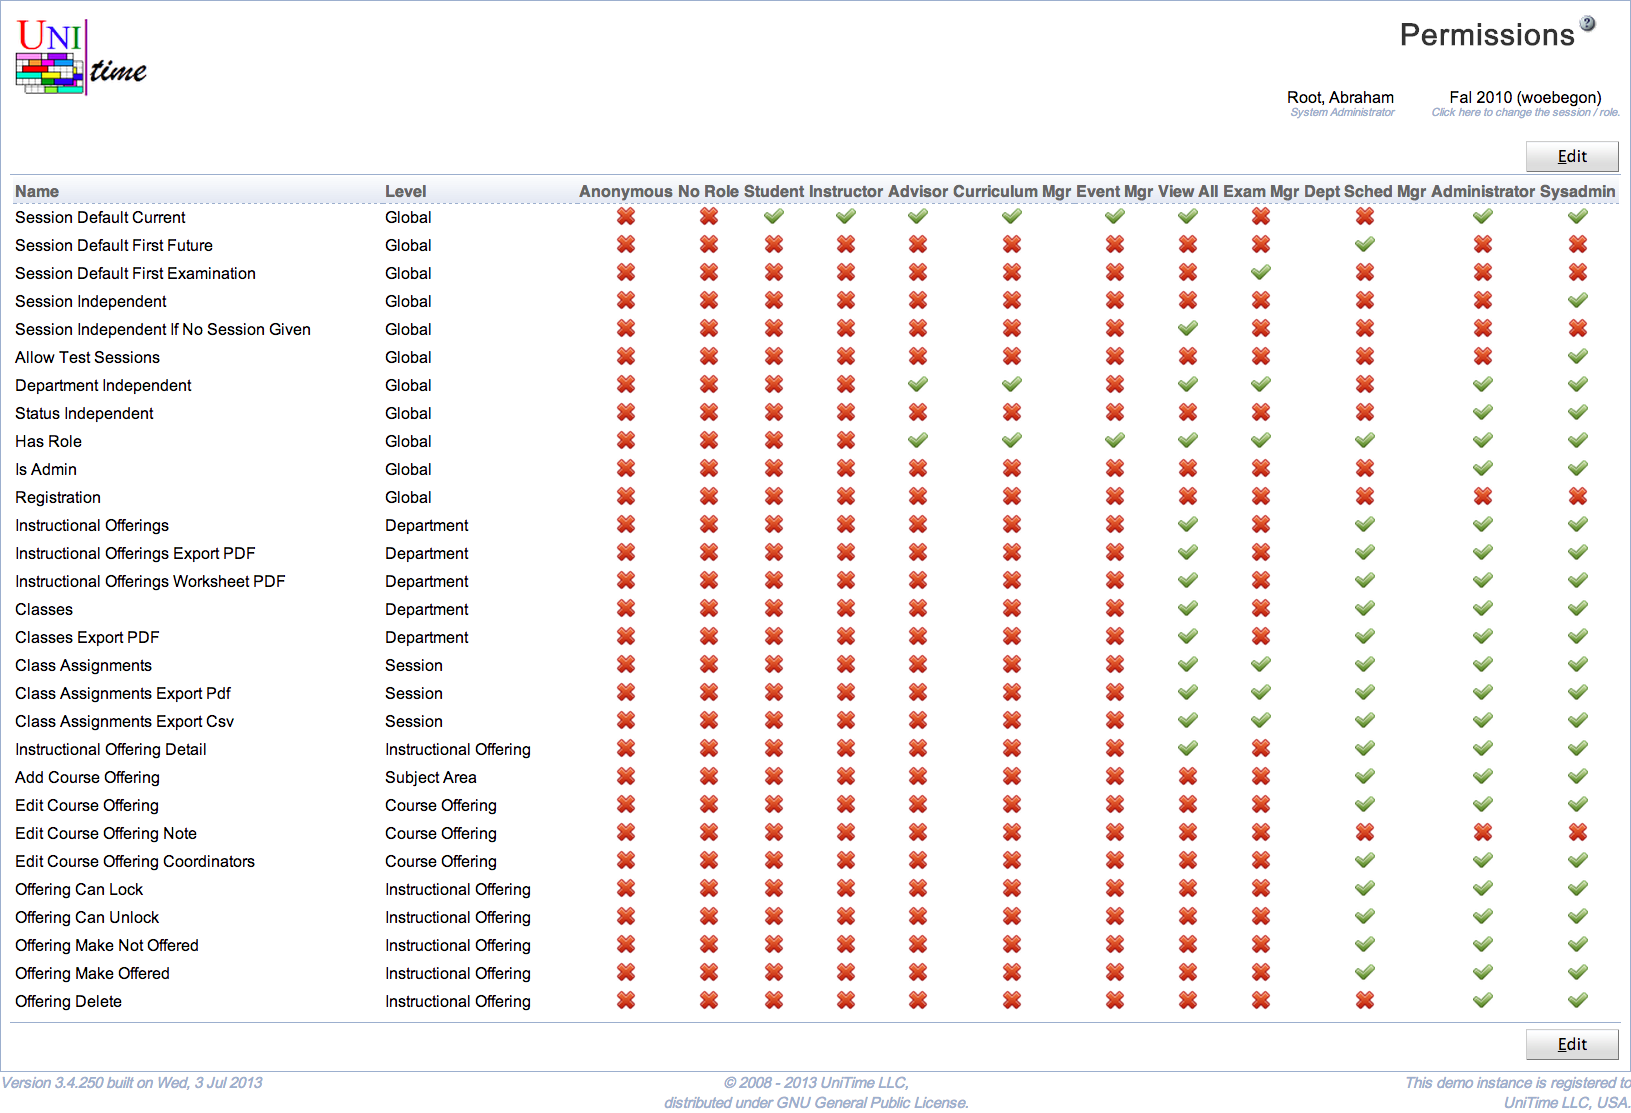 UNI
time
Permissions
Root, Abraham Fal 2010 (woebegon)
System Administrator Click here to change the session / role.
Edit
Name Level Anonymous No Role Student Instructor Advisor Curriculum Mgr Event Mgr View All Exam Mgr Dept Sched Mgr Administrator Sysadmin
Session Default Current Global
Session Default First Future Global
Session Default First Examination Global
Session Independent Global
Session Independent If No Session Given Global
Allow Test Sessions Global
Department Independent Global
Status Independent Global
Has Role Global
Is Admin Global
Registration Global
Instructional Offerings Department
Instructional Offerings Export PDF Department
Instructional Offerings Worksheet PDF Department
Classes Department
Classes Export PDF Department
Class Assignments Session
Class Assignments Export Pdf Session
Class Assignments Export Csv Session
Instructional Offering Detail Instructional Offering
Add Course Offering Subject Area
Edit Course Offering Course Offering
Edit Course Offering Note Course Offering
Edit Course Offering Coordinators Course Offering
Offering Can Lock Instructional Offering
Offering Can Unlock Instructional Offering
Offering Make Not Offered Instructional Offering
Offering Make Offered Instructional Offering
Offering Delete Instructional Offering
Edit
Version 3.4.250 built on Wed, 3 Jul 2013 © 2008 - 2013 UniTime LLC, This demo instance is registered to
distributed under GNU General Public License. UniTime LLC, USA.